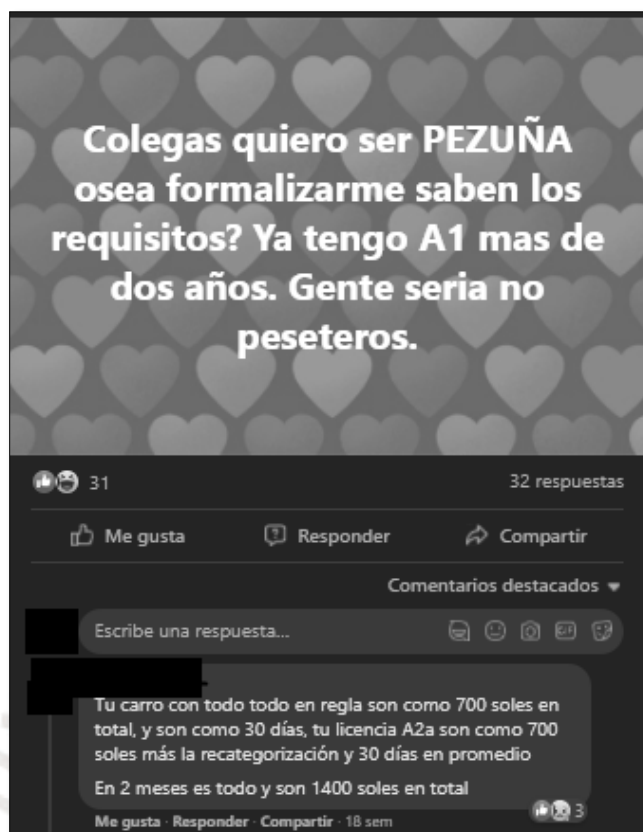 Colegas quiero ser PEZUÑA
osea formalizarme saben los
requisitos? Ya tengo A1 mas de
dos años. Gente seria no
peseteros.
31
32 respuestas
Me gusta
Responder
Compartir
Comentarios destacados
Escribe una respuesta...
Tu carro con todo todo en regla son como 700 soles en
total, y son como 30 días, tu licencia A2a son como 700
soles más la recategorización y 30 días en promedio
En 2 meses es todo y son 1400 soles en total
3
Me gusta · Responder · Compartir · 18 sem